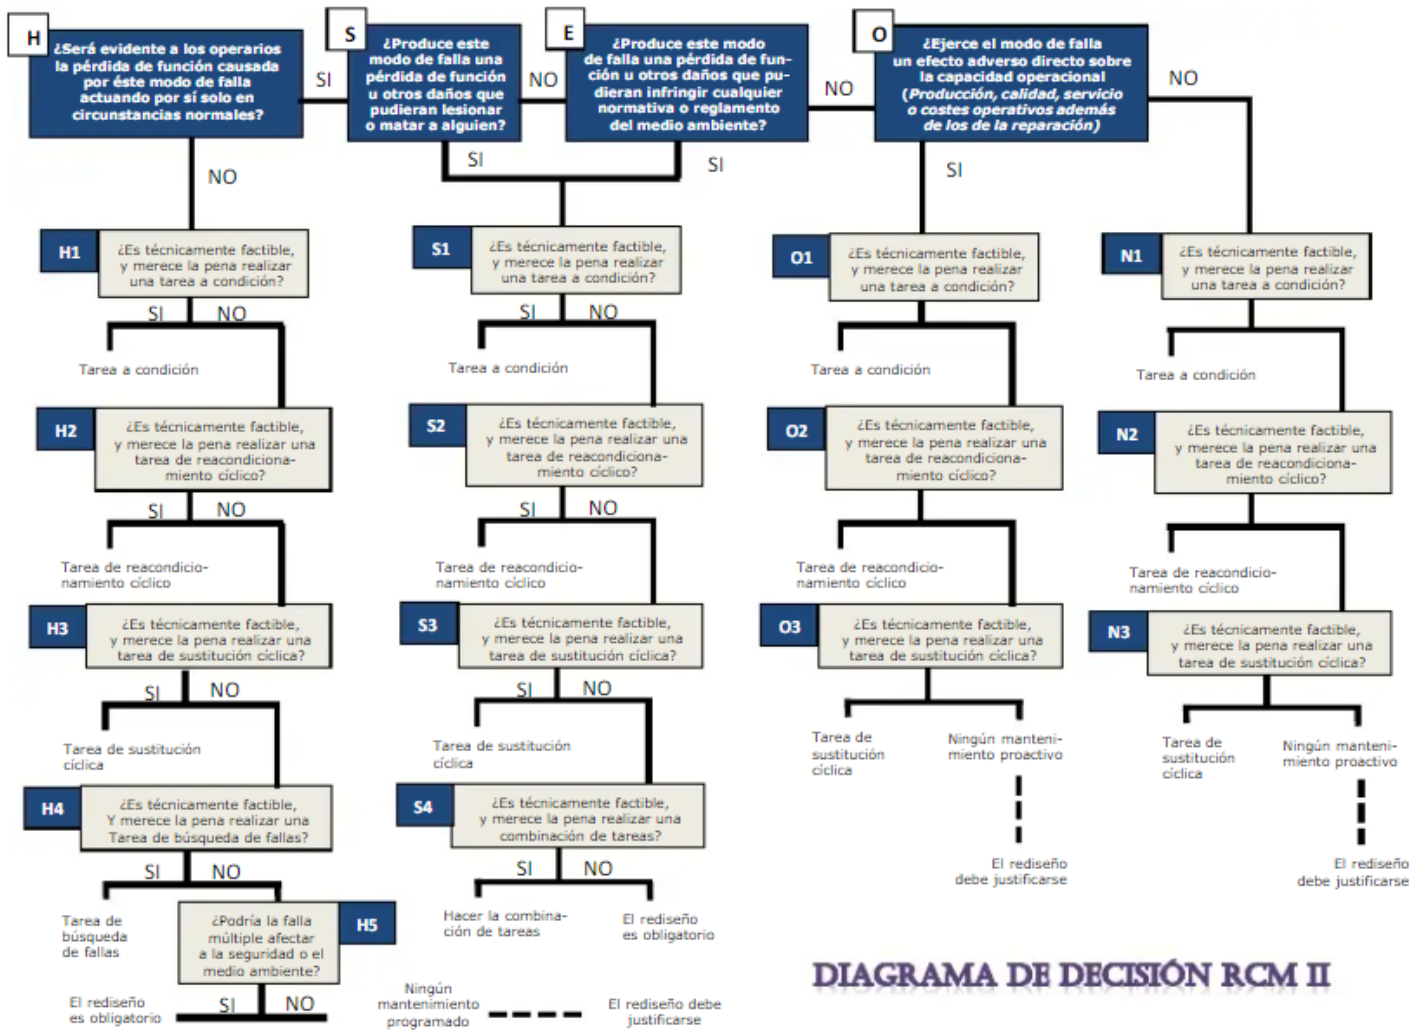 H
¿Será evidente a los operarios
la pérdida de función causada
por éste modo de falla
actuando por sí solo en
circunstancias normales?
SI
S
¿Produce este
modo de falla una
pérdida de función
u otros daños que
pudieran lesionar
o matar a alguien?
NO
E
¿Produce este modo
de falla una pérdida de fun-
ción u otros daños que pu-
dieran infringir cualquier
normativa o reglamento
del medio ambiente?
NO
O
¿Ejerce el modo de falla
un efecto adverso directo sobre
la capacidad operacional
(Producción, calidad, servicio
o costes operativos además
de los de la reparación)
NO
NO
SI
SI
SI
H1
¿Es técnicamente factible,
y merece la pena realizar
una tarea a condición?
SI
NO
Tarea a condición
H2
¿Es técnicamente factible,
y merece la pena realizar una
tarea de reacondiciona-
miento cíclico?
SI
NO
Tarea de reacondicio-
namiento cíclico
H3
¿Es técnicamente factible,
y merece la pena realizar una
tarea de sustitución cíclica?
SI
NO
Tarea de sustitución
cíclica
H4
¿Es técnicamente factible,
Y merece la pena realizar una
Tarea de búsqueda de fallas?
SI
NO
Tarea de
búsqueda
de fallas
¿Podría la falla
múltiple afectar
a la seguridad o el
medio ambiente?
H5
SI
NO
El rediseño
es obligatorio
Ningún
mantenimiento
programado
El rediseño debe
justificarse
S1
¿Es técnicamente factible,
y merece la pena realizar
una tarea a condición?
SI
NO
Tarea a condición
S2
¿Es técnicamente factible,
y merece la pena realizar una
tarea de reacondiciona-
miento cíclico?
SI
NO
Tarea de reacondicio-
namiento cíclico
S3
¿Es técnicamente factible,
y merece la pena realizar una
tarea de sustitución cíclica?
SI
NO
Tarea de sustitución
cíclica
S4
¿Es técnicamente factible,
y merece la pena realizar una
combinación de tareas?
SI
NO
Hacer la combina-
ción de tareas
El rediseño
es obligatorio
O1
¿Es técnicamente factible,
y merece la pena realizar
una tarea a condición?
Tarea a condición
O2
¿Es técnicamente factible,
y merece la pena realizar una
tarea de reacondiciona-
miento cíclico?
Tarea de reacondicio-
namiento cíclico
O3
¿Es técnicamente factible,
y merece la pena realizar una
tarea de sustitución cíclica?
Tarea de
sustitución
cíclica
Ningún manteni-
miento proactivo
El rediseño
debe justificarse
N1
¿Es técnicamente factible,
y merece la pena realizar
una tarea a condición?
Tarea a condición
N2
¿Es técnicamente factible,
y merece la pena realizar una
tarea de reacondiciona-
miento cíclico?
Tarea de reacondicio-
namiento cíclico
N3
¿Es técnicamente factible,
y merece la pena realizar una
tarea de sustitución cíclica?
Tarea de
sustitución
cíclica
Ningún manteni-
miento proactivo
El rediseño
debe justificarse
DIAGRAMA DE DECISIÓN RCM II